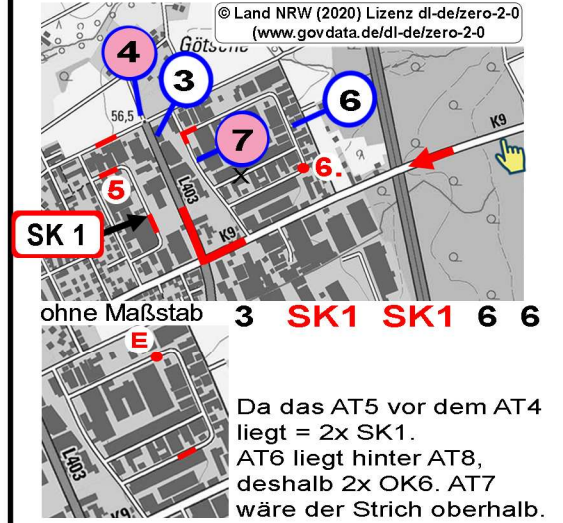 © Land NRW (2020) Lizenz dl-de/zero-2-0
(www.govdata.de/dl-de/zero-2-0
Götsche
4
3
56,5
6
K9
7
5
6.
L403
SK 1
K9
ohne Maßstab
3 SK1 SK1 6 6
E
Da das AT5 vor dem AT4
liegt = 2x SK1.
AT6 liegt hinter AT8,
deshalb 2x OK6. AT7
wäre der Strich oberhalb.
L403
K9